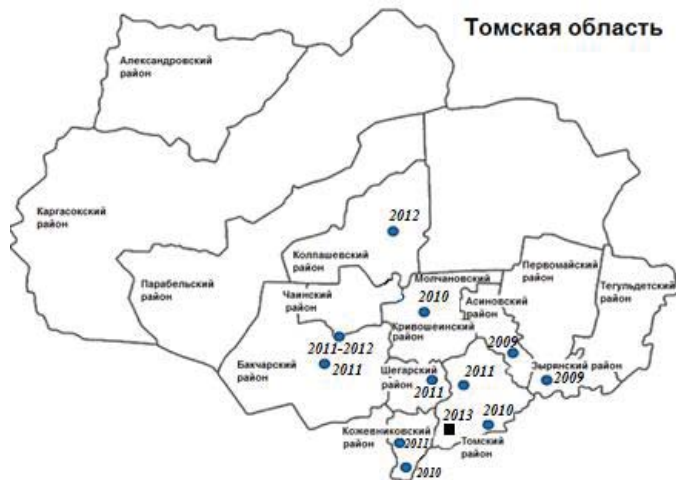 Томская область
Александровский
район
Каргасокский
район
2012
Колпашевский
районом
Парабельский
район
Чаинский
район
Молчановский
2010
Кривошеинский
район
Первомайский
район
Асиновский
район
Тегульдетский
район
2009
2011-2012
2011
Бакчарский
район
Шегарский
район
2011
2011
Зырянский район
2009
2013
2010
Кожевниковский
район
2011
Томский
район
2010